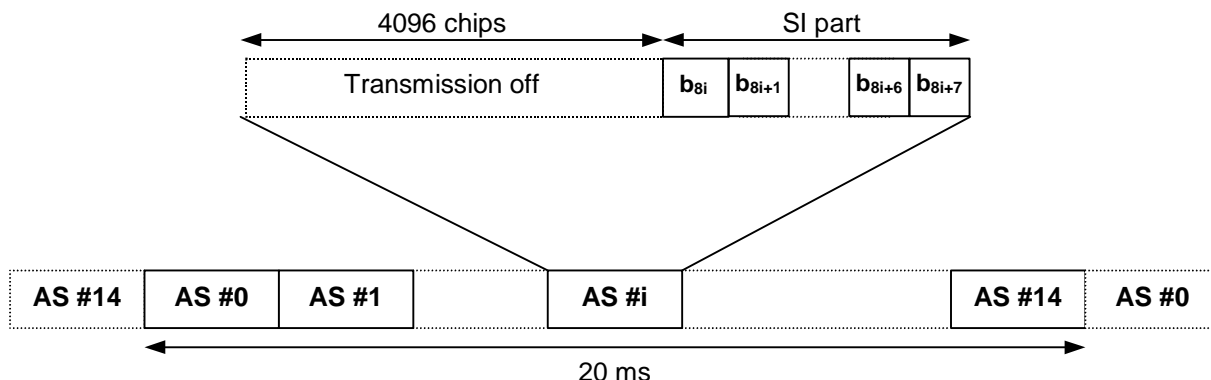 4096 chips SI part
Transmission off b8i b8i+1 b8i+6 b8i+7
AS #14 AS #0 AS #1 AS #i AS #14 AS #0
20 ms